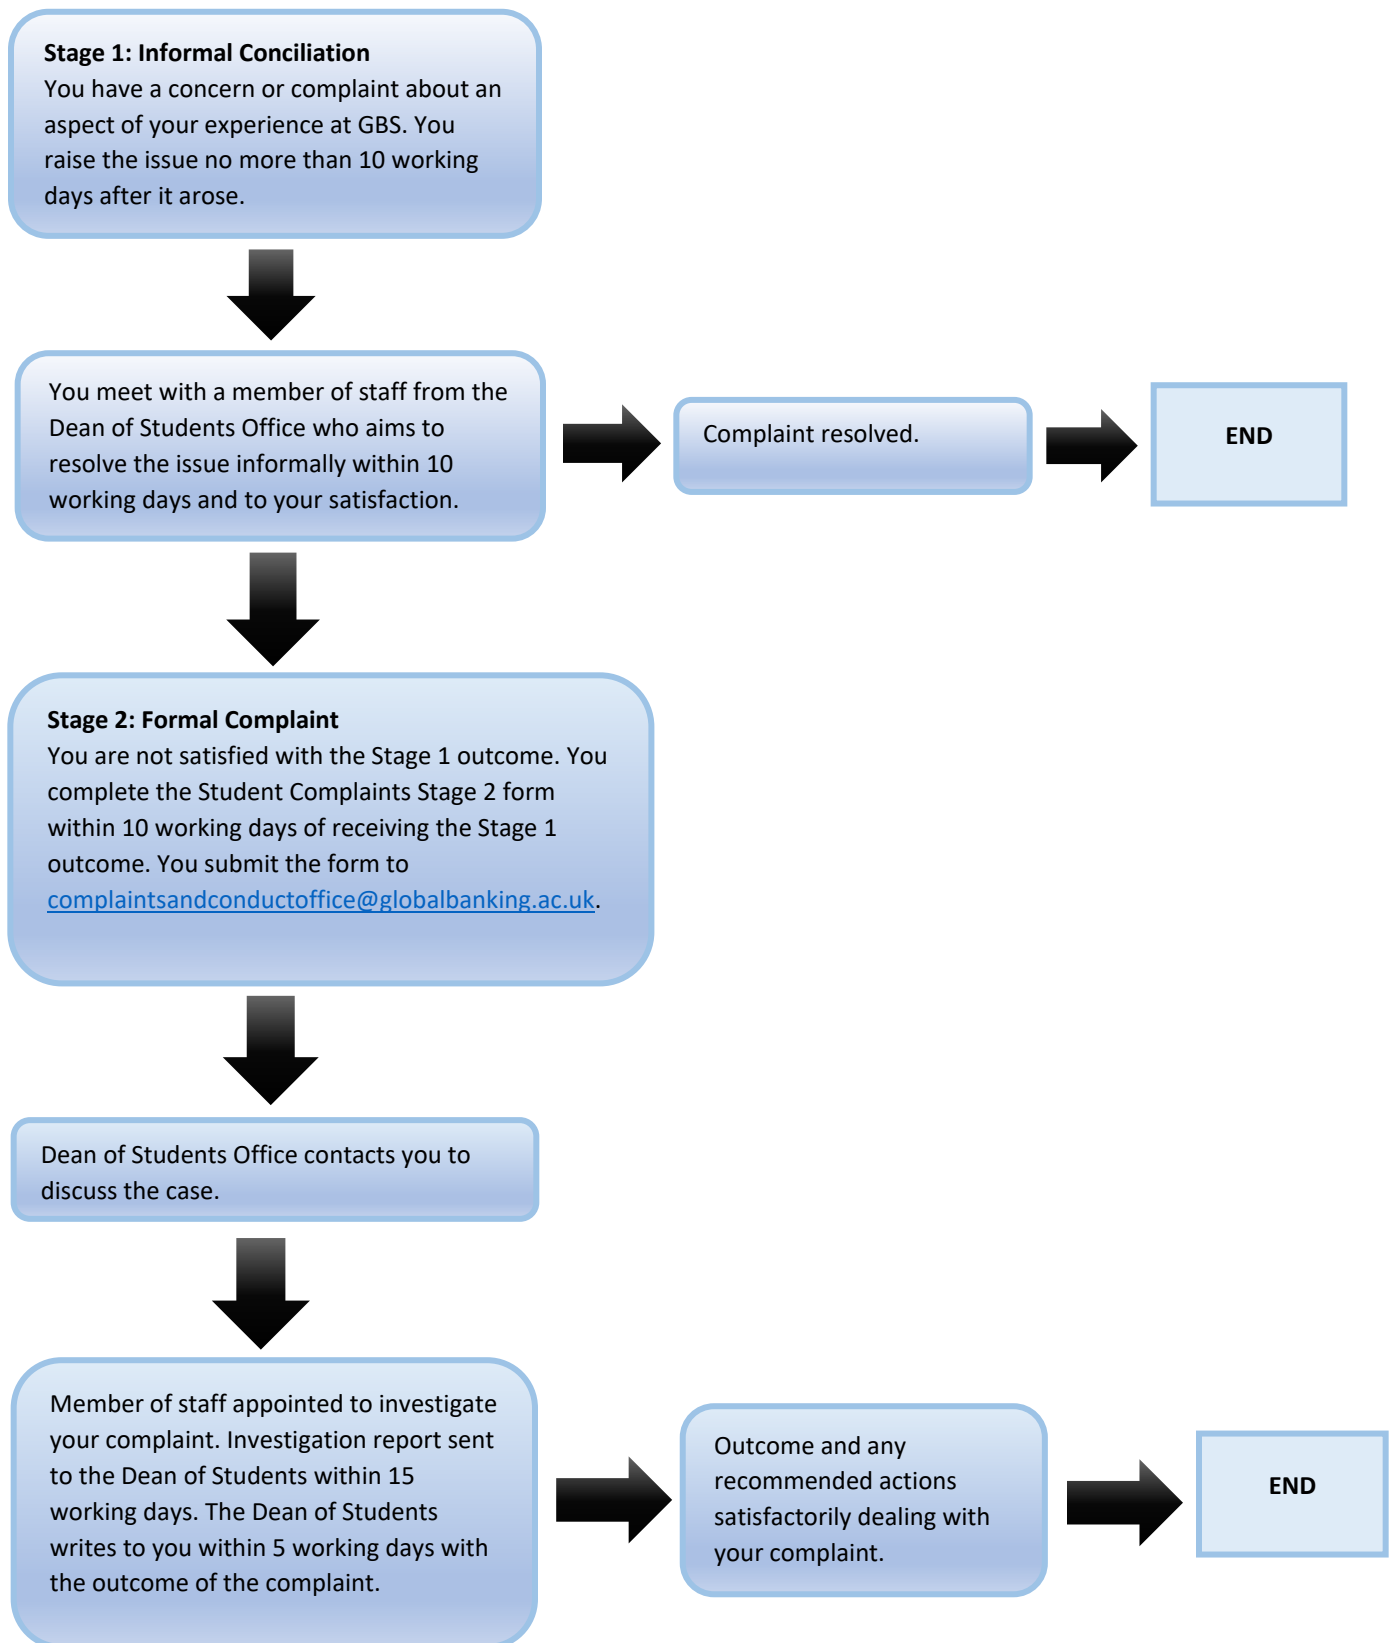 Stage 1: Informal Conciliation
You have a concern or complaint about an
aspect of your experience at GBS. You
raise the issue no more than 10 working
days after it arose.
You meet with a member of staff from the
Dean of Students Office who aims to
resolve the issue informally within 10
working days and to your satisfaction.
Complaint resolved.
END
Stage 2: Formal Complaint
You are not satisfied with the Stage 1 outcome. You
complete the Student Complaints Stage 2 form
within 10 working days of receiving the Stage 1
outcome. You submit the form to
complaintsandconductoffice@globalbanking.ac.uk.
Dean of Students Office contacts you to
discuss the case.
Member of staff appointed to investigate
your complaint. Investigation report sent
to the Dean of Students within 15
working days. The Dean of Students
writes to you within 5 working days with
the outcome of the complaint.
Outcome and any
recommended actions
satisfactorily dealing with
your complaint.
END